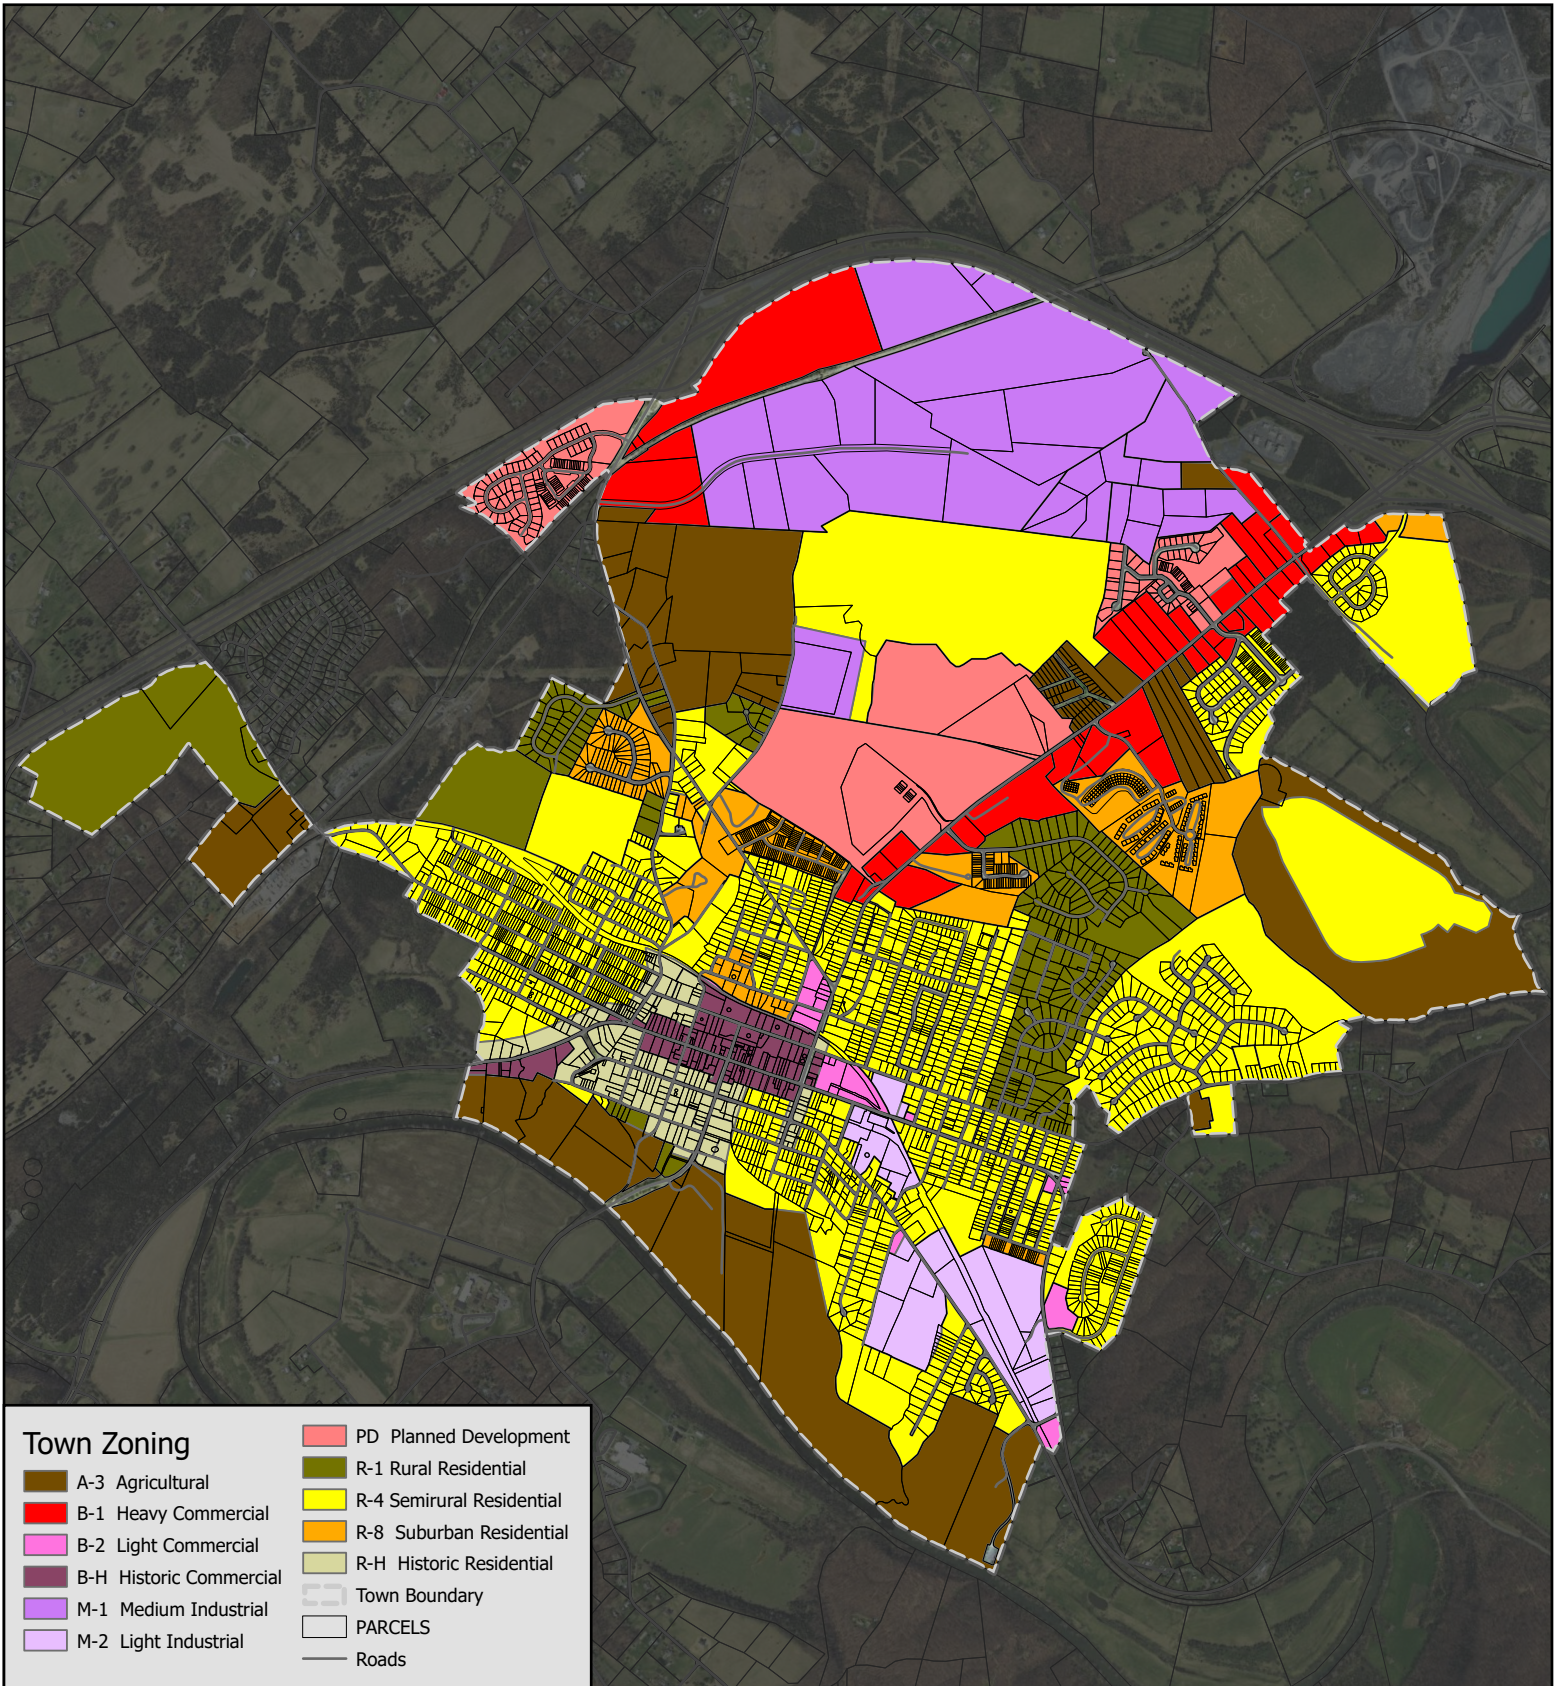 Town Zoning
A-3 Agricultural
B-1 Heavy Commercial
B-2 Light Commercial
B-H Historic Commercial
M-1 Medium Industrial
M-2 Light Industrial
PD Planned Development
R-1 Rural Residential
R-4 Semirural Residential
R-8 Suburban Residential
R-H Historic Residential
Town Boundary
PARCELS
Roads